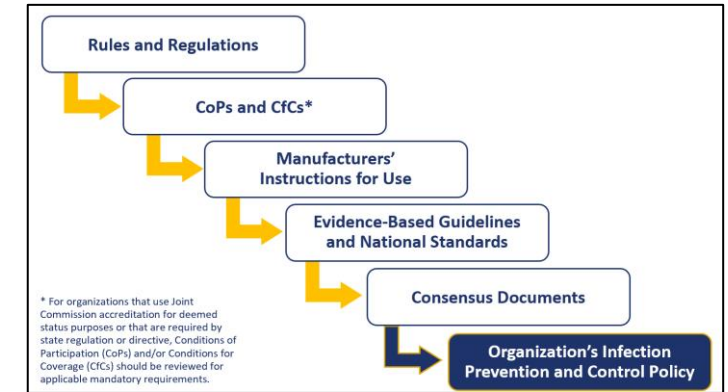 Rules and Regulations
CoPs and CfCs*
Manufacturers'
Instructions for Use
Evidence-Based Guidelines
and National Standards
Consensus Documents
Organization's Infection
Prevention and Control Policy
* For organizations that use Joint
Commission accreditation for deemed
status purposes or that are required by
state regulation or directive, Conditions of
Participation (CoPs) and/or Conditions for
Coverage (CfCs) should be reviewed for
applicable mandatory requirements.